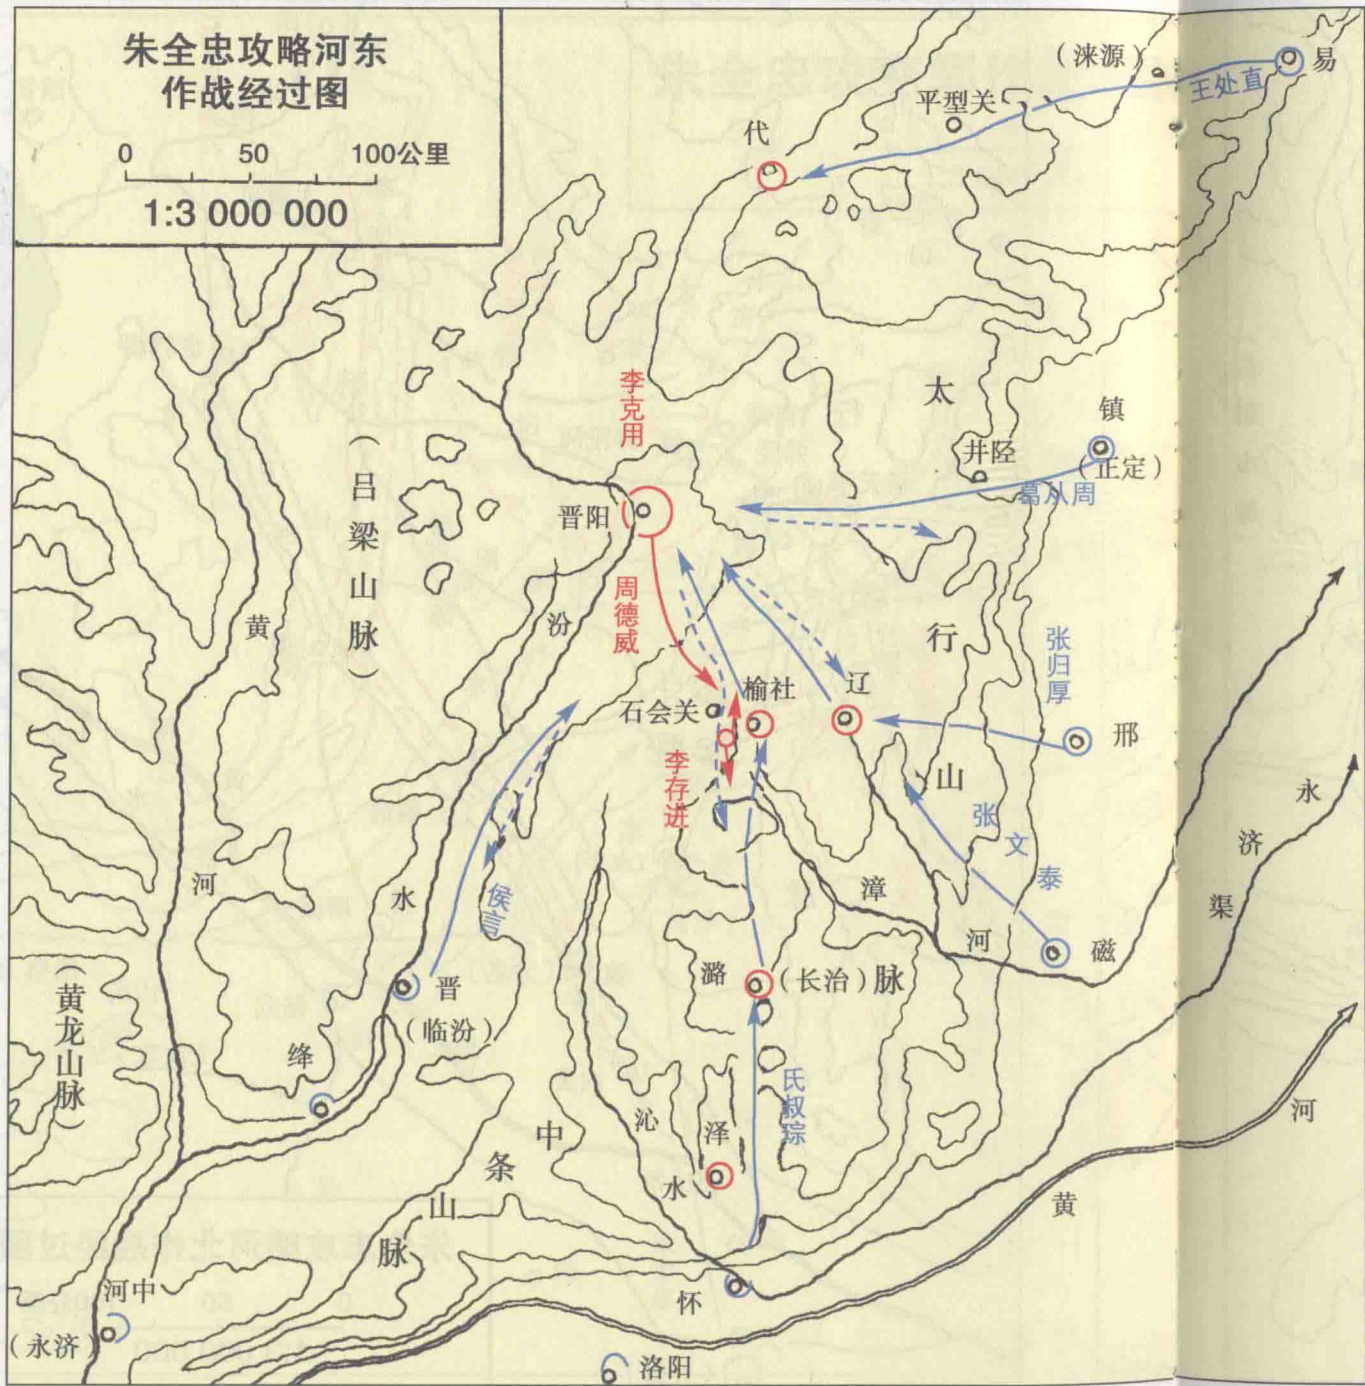 朱全忠攻略河东
作战经过图
0 50 100公里
1:3 000 000
(涞源)
易
王处直
平型关
代
太
行
山
脉
镇
(正定)
井陉
葛从周
李克用
晋阳
(吕梁山脉)
黄
河
汾
水
周德威
石会关
榆社
辽
张归厚
邢
李存进
张文泰
磁
漳
河
永
济
渠
侯言
晋
(临汾)
绛
(黄龙山脉)
潞
(长治)
氏叔琮
沁
水
泽
中
条
山
脉
河中
(永济)
怀
洛阳
黄
河